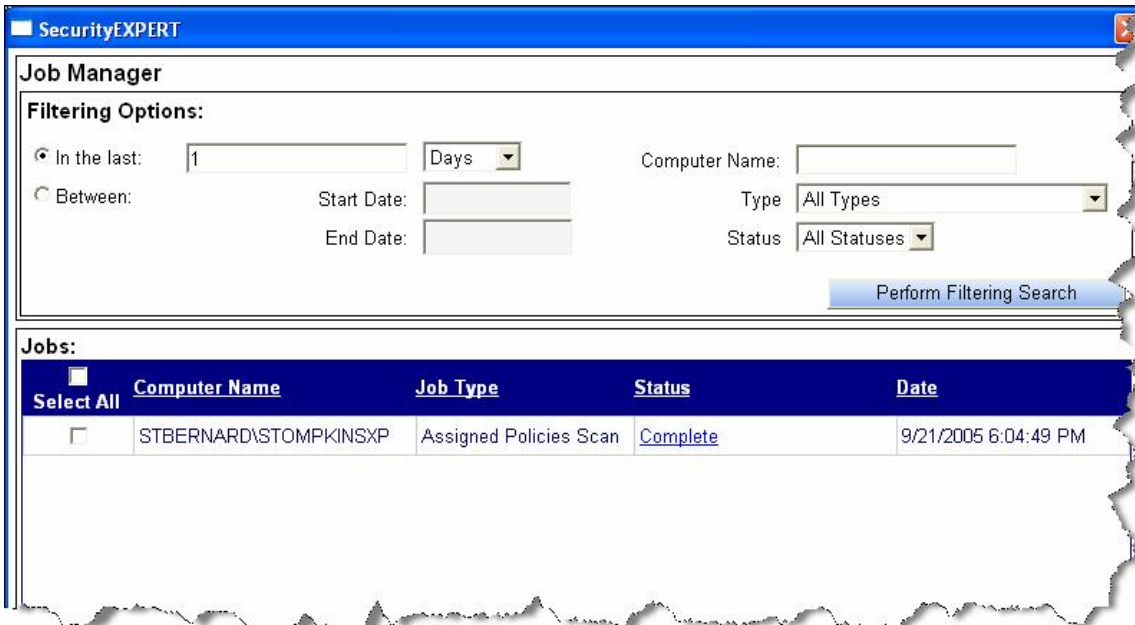 SecurityEXPERT
Job Manager
Filtering Options:
In the last: 1 Days Computer Name:
Between: Start Date: Type All Types
End Date: Status All Statuses
Perform Filtering Search
Jobs:
Select All Computer Name Job Type Status Date
STBERNARD\STOMPKINSXP Assigned Policies Scan Complete 9/21/2005 6:04:49 PM